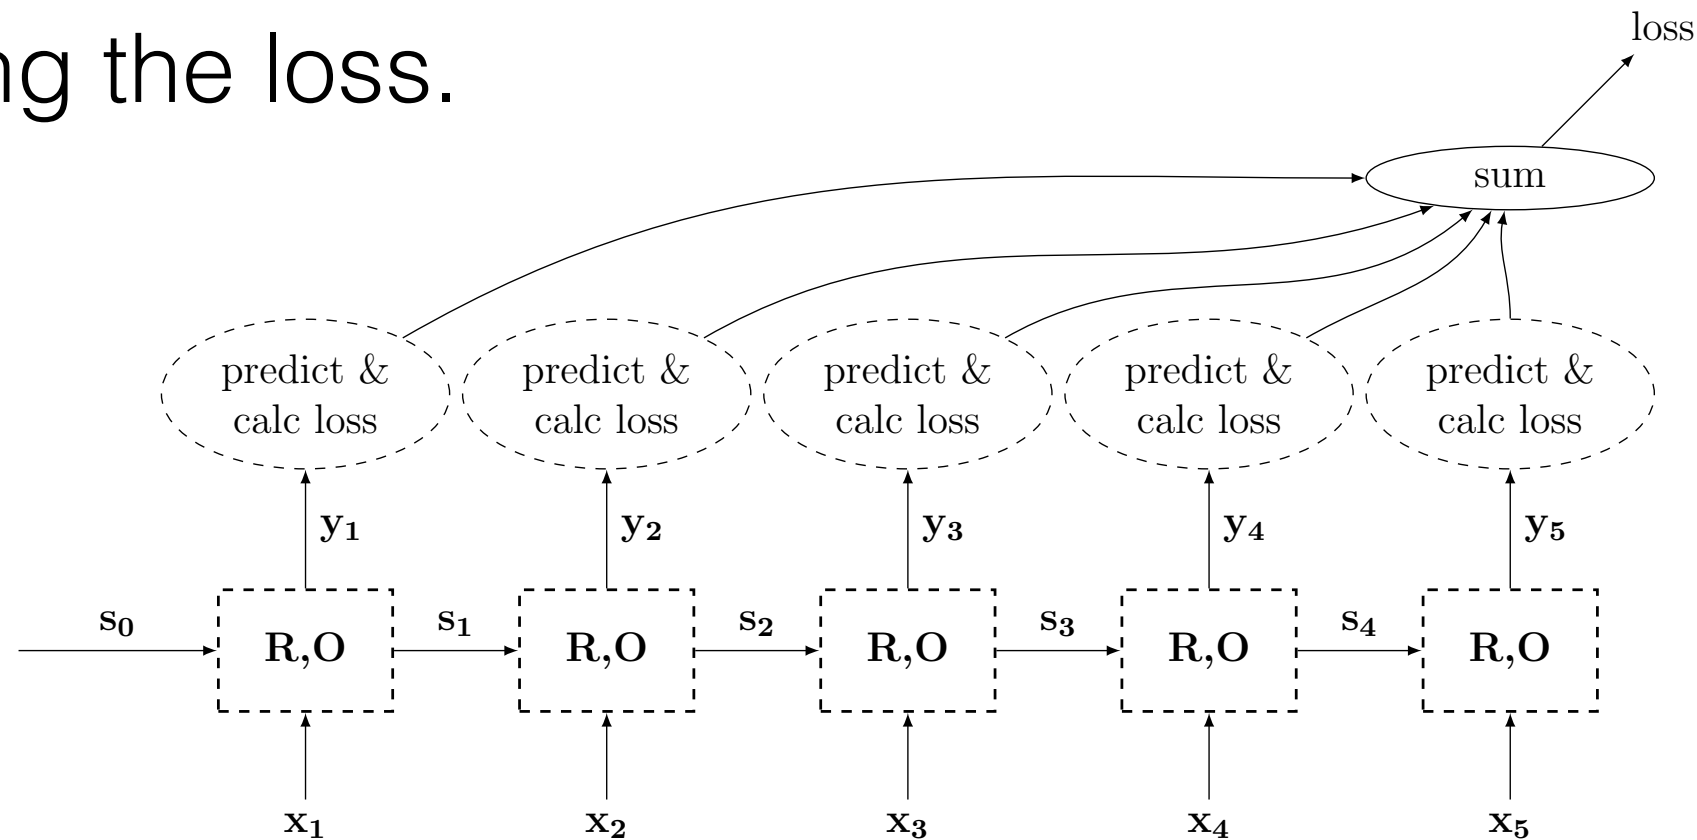 ng the loss.
loss
sum
predict & predict & predict & predict & predict &
calc loss calc loss calc loss calc loss calc loss
y₁ y₂ y₃ y₄ y₅
s₀ s₁ s₂ s₃ s₄
R,O R,O R,O R,O R,O
x₁ x₂ x₃ x₄ x₅